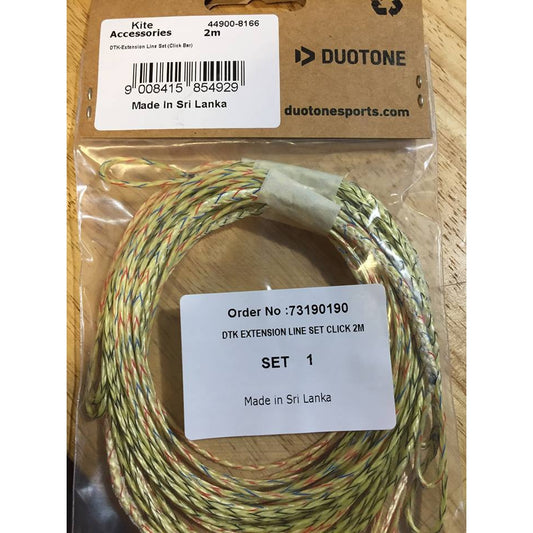 Kite 44900-8166
Accessories 2m
DTK-Extension Line Set (Click Bar)
9 008415 854929
Made In Sri Lanka
DUOTONE
duotonesports.com
Order No :73190190
DTK EXTENSION LINE SET CLICK 2M
SET 1
Made in Sri Lanka